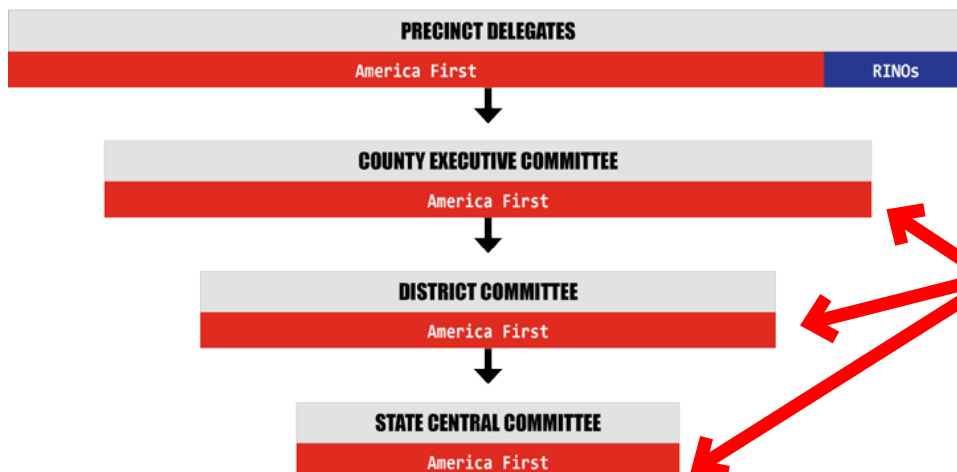 PRECINCT DELEGATES
America First RINOs
COUNTY EXECUTIVE COMMITTEE
America First
DISTRICT COMMITTEE
America First
STATE CENTRAL COMMITTEE
America First